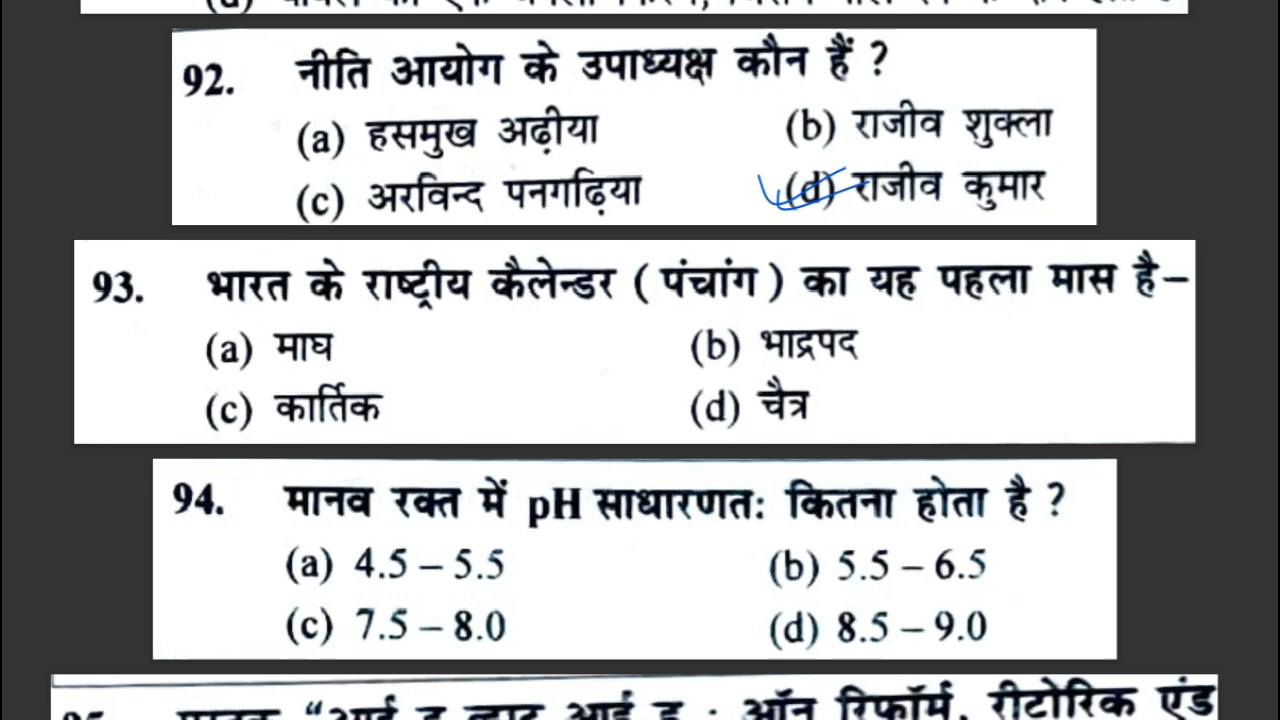 92. नीति आयोग के उपाध्यक्ष कौन हैं ?
(a) हसमुख अढ़ीया (b) राजीव शुक्ला
(c) अरविन्द पनगढ़िया (d) राजीव कुमार
93. भारत के राष्ट्रीय कैलेन्डर ( पंचांग ) का यह पहला मास है–
(a) माघ (b) भाद्रपद
(c) कार्तिक (d) चैत्र
94. मानव रक्त में pH साधारणतः कितना होता है ?
(a) 4.5 – 5.5 (b) 5.5 – 6.5
(c) 7.5 – 8.0 (d) 8.5 – 9.0
ऑन रिफॉर्म, रीटोरिक एंड